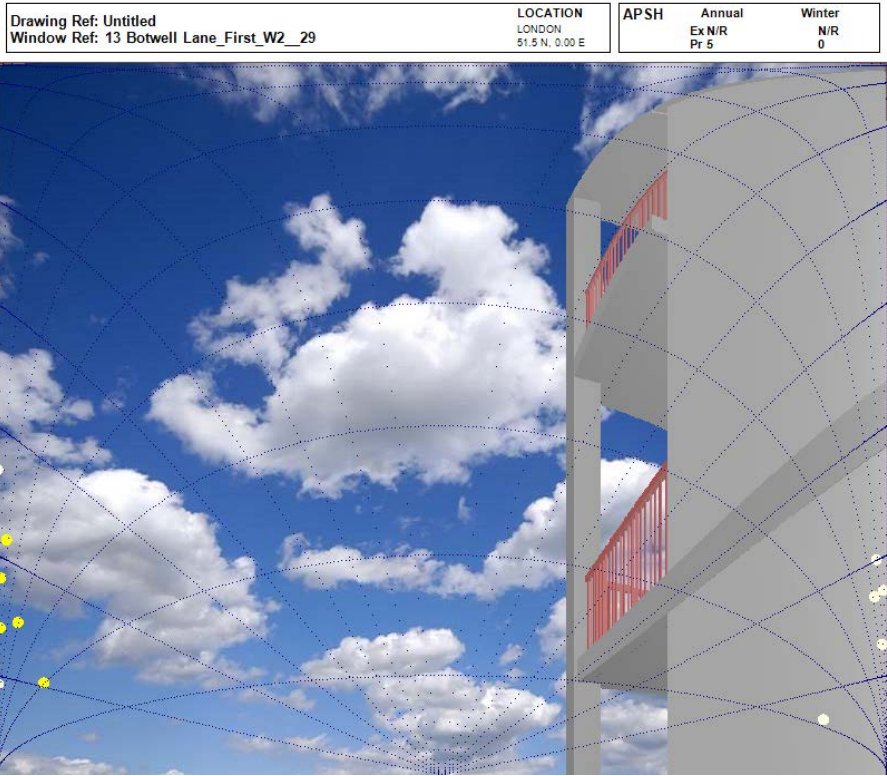 Drawing Ref: Untitled
Window Ref: 13 Botwell Lane_First_W2__29
LOCATION
LONDON
51.5 N, 0.00 E
APSH Annual Winter
Ex N/R N/R
Pr 5 0